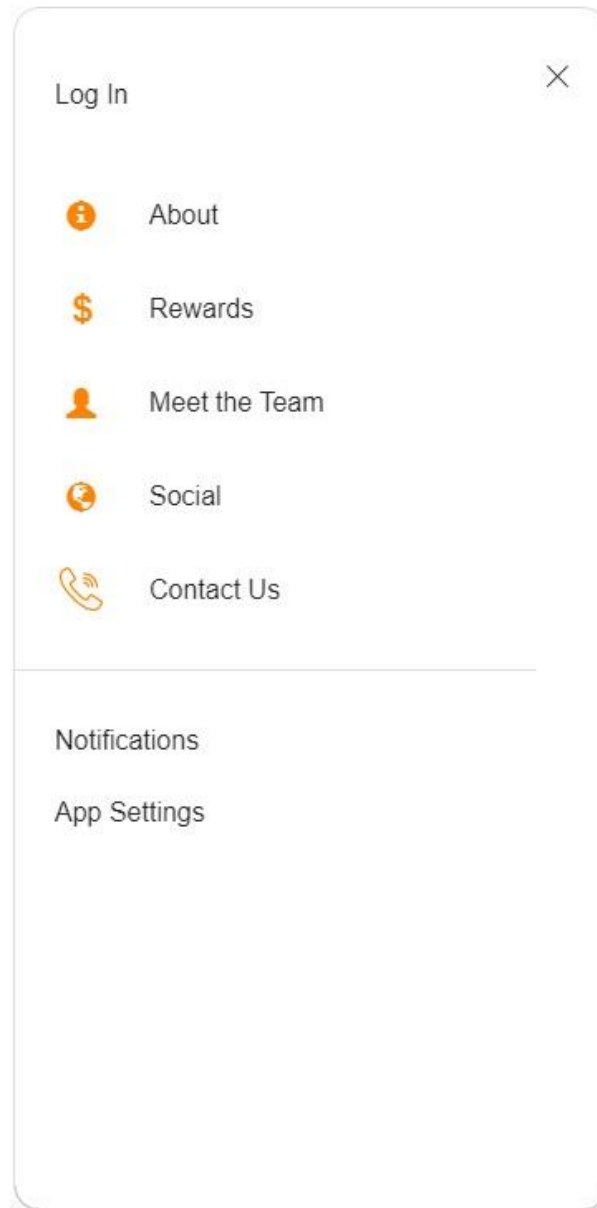 Log In
About
Rewards
Meet the Team
Social
Contact Us
Notifications
App Settings